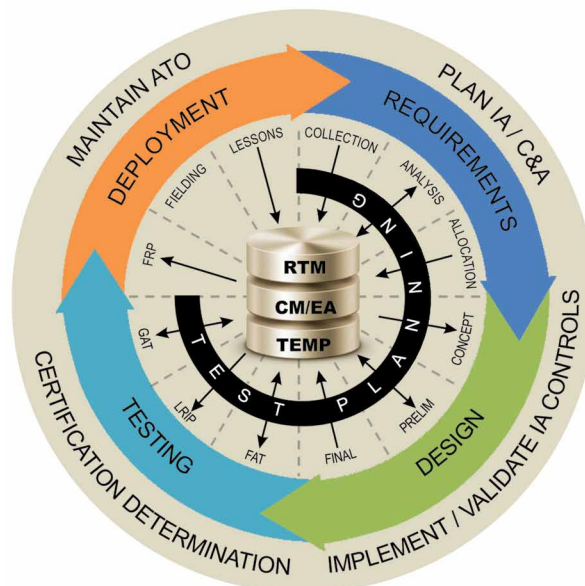 MAINTAIN ATO
PLAN IA / C&A
IMPLEMENT / VALIDATE IA CONTROLS
CERTIFICATION DETERMINATION
DEPLOYMENT
REQUIREMENTS
DESIGN
TESTING
LESSONS
COLLECTION
ANALYSIS
ALLOCATION
CONCEPT
PRELIM
FINAL
FAT
LRIP
GAT
FRP
FIELDING
TEST PLANNING
RTM
CM/EA
TEMP